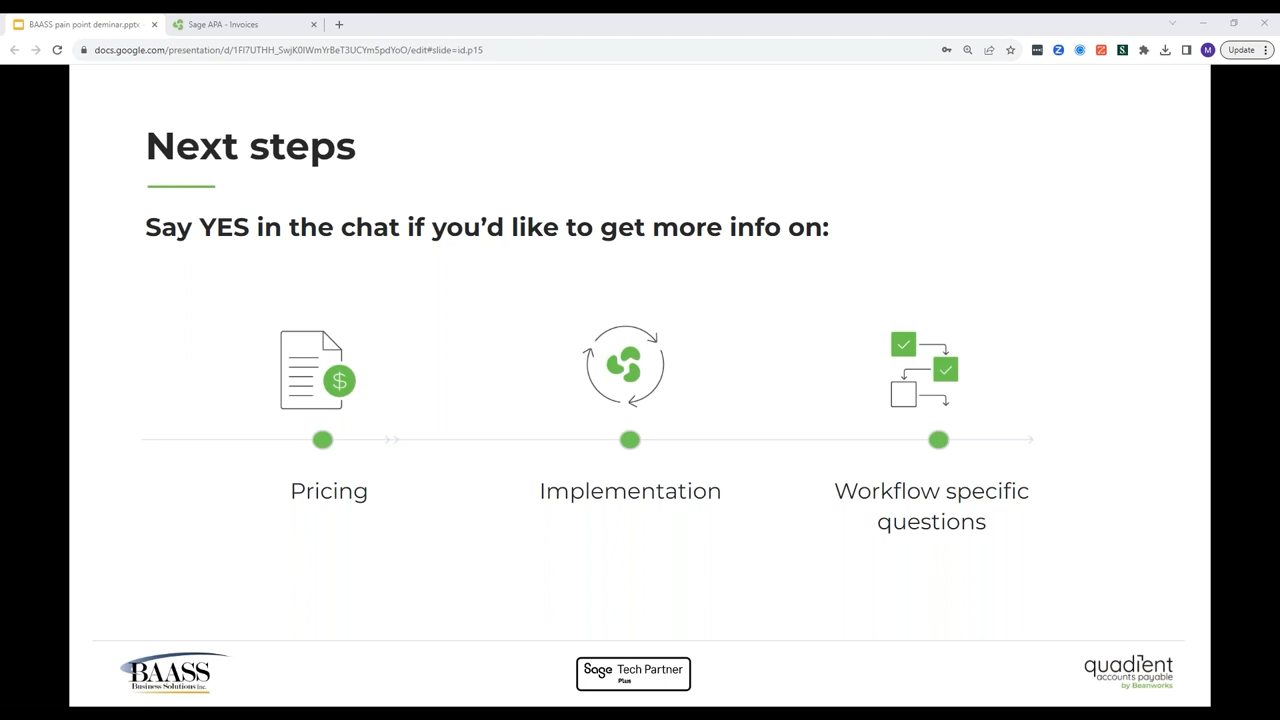 BAASS pain point deminar.pptx
Sage APA - Invoices
docs.google.com/presentation/d/1FI7UTHH_SwjK0IWmYrBeT3UCYm5pdYoO/edit#slide=id.p15
M
Update
Next steps
Say YES in the chat if you’d like to get more info on:
$
Pricing
Implementation
Workflow specific
questions
BAASS
Business Solutions Inc.
Sage Tech Partner
Plus
quadient
accounts payable
by Beanworks